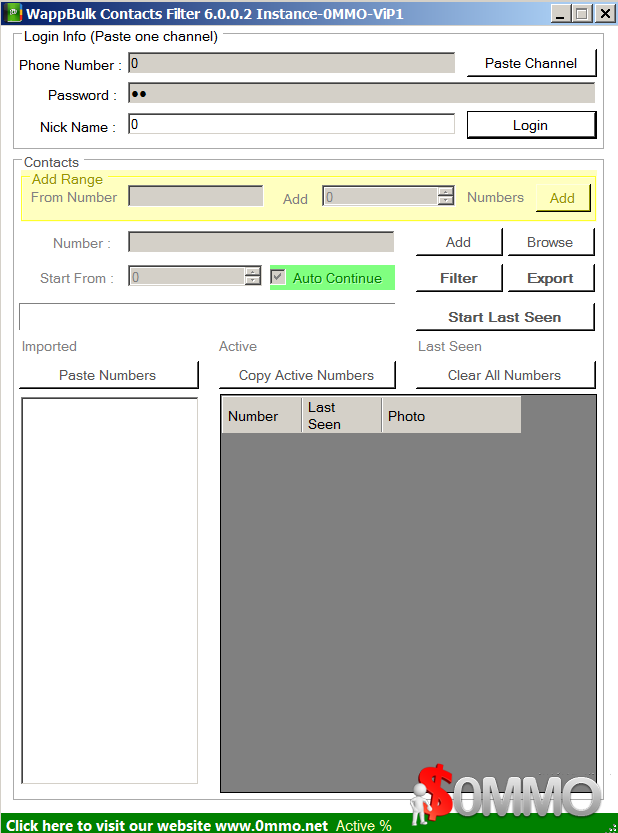 WappBulk Contacts Filter 6.0.0.2 Instance-0MMO-ViP1
Login Info (Paste one channel)
Phone Number : 0 Paste Channel
Password : ●●
Nick Name : 0 Login
Contacts
Add Range
From Number Add 0 Numbers Add
Number : Add Browse
Start From : 0 Auto Continue Filter Export
Start Last Seen
Imported Active Last Seen
Paste Numbers Copy Active Numbers Clear All Numbers
Number Last Seen Photo
$0MMO
Click here to visit our website www.0mmo.net Active %